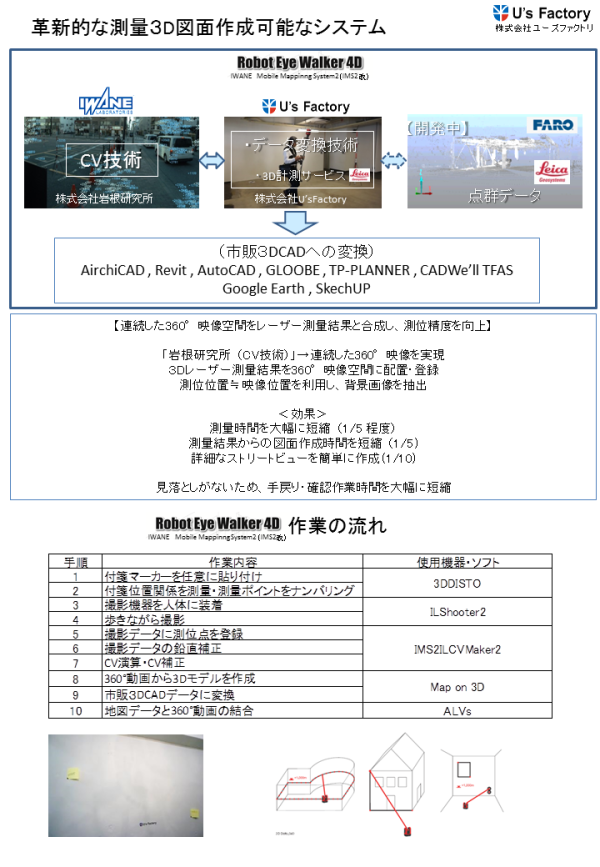 革新的な測量3D図面作成可能なシステム
U's Factory
株式会社ユーズファクトリ
Robot Eye Walker 4D
IWANE Mobile Mappinng System2 (IMS2改)
IWANE
LABORATORIES
U's Factory
【開発中】
FARO
CV技術
・データ変換技術
・3D計測サービス
Leica
Geosystems
Leica
Geosystems
株式会社岩根研究所
株式会社U'sFactory
点群データ
(市販3DCADへの変換)
AirchiCAD , Revit , AutoCAD , GLOOBE , TP-PLANNER , CADWe'll TFAS
Google Earth , SkechUP
【連続した360°映像空間をレーザー測量結果と合成し、測位精度を向上】
「岩根研究所(CV技術)」→連続した360°映像を実現
3Dレーザー測量結果を360°映像空間に配置・登録
測位位置≒映像位置を利用し、背景画像を抽出
<効果>
測量時間を大幅に短縮(1/5 程度)
測量結果からの図面作成時間を短縮(1/5)
詳細なストリートビューを簡単に作成(1/10)
見落としがないため、手戻り・確認作業時間を大幅に短縮
Robot Eye Walker 4D 作業の流れ
IWANE Mobile Mappinng System2 (IMS2改)
手順 作業内容 使用機器・ソフト
1 付箋マーカーを任意に貼り付け 3DDISTO
2 付箋位置関係を測量・測量ポイントをナンバリング
3 撮影機器を人体に装着 ILShooter2
4 歩きながら撮影
5 撮影データに測位点を登録 IMS2ILCVMaker2
6 撮影データの鉛直補正
7 CV演算・CV補正
8 360°動画から3Dモデルを作成 Map on 3D
9 市販3DCADデータに変換
10 地図データと360°動画の結合 ALVs